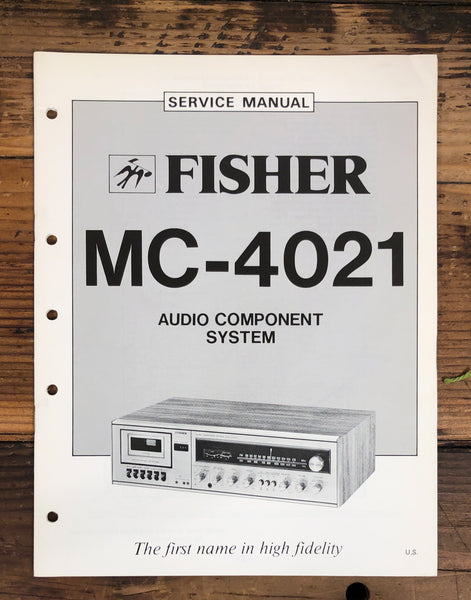 SERVICE MANUAL
FISHER
MC-4021
AUDIO COMPONENT
SYSTEM
The first name in high fidelity
U.S.